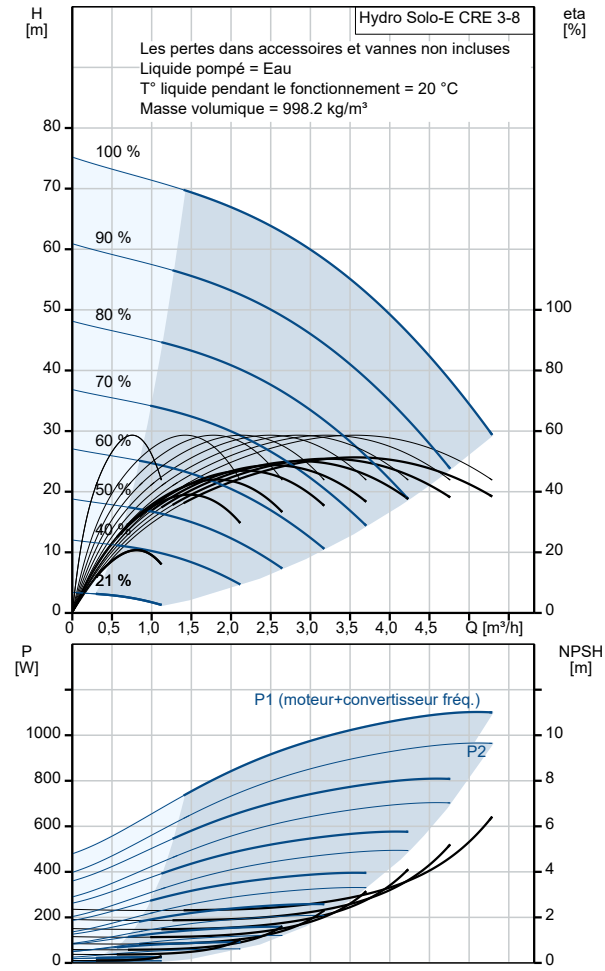 H
[m]
Hydro Solo-E CRE 3-8
eta
[%]
Les pertes dans accessoires et vannes non incluses
Liquide pompé = Eau
T° liquide pendant le fonctionnement = 20 °C
Masse volumique = 998.2 kg/m³
80
100 %
70
90 %
60
80 %
50
100
70 %
40
80
60 %
30
60
50 %
20
40
40 %
10
20
21 %
0
0
0 0,5 1,0 1,5 2,0 2,5 3,0 3,5 4,0 4,5 Q [m³/h]
P
[W]
NPSH
[m]
P1 (moteur+convertisseur fréq.)
1000
10
P2
800
8
600
6
400
4
200
2
0
0